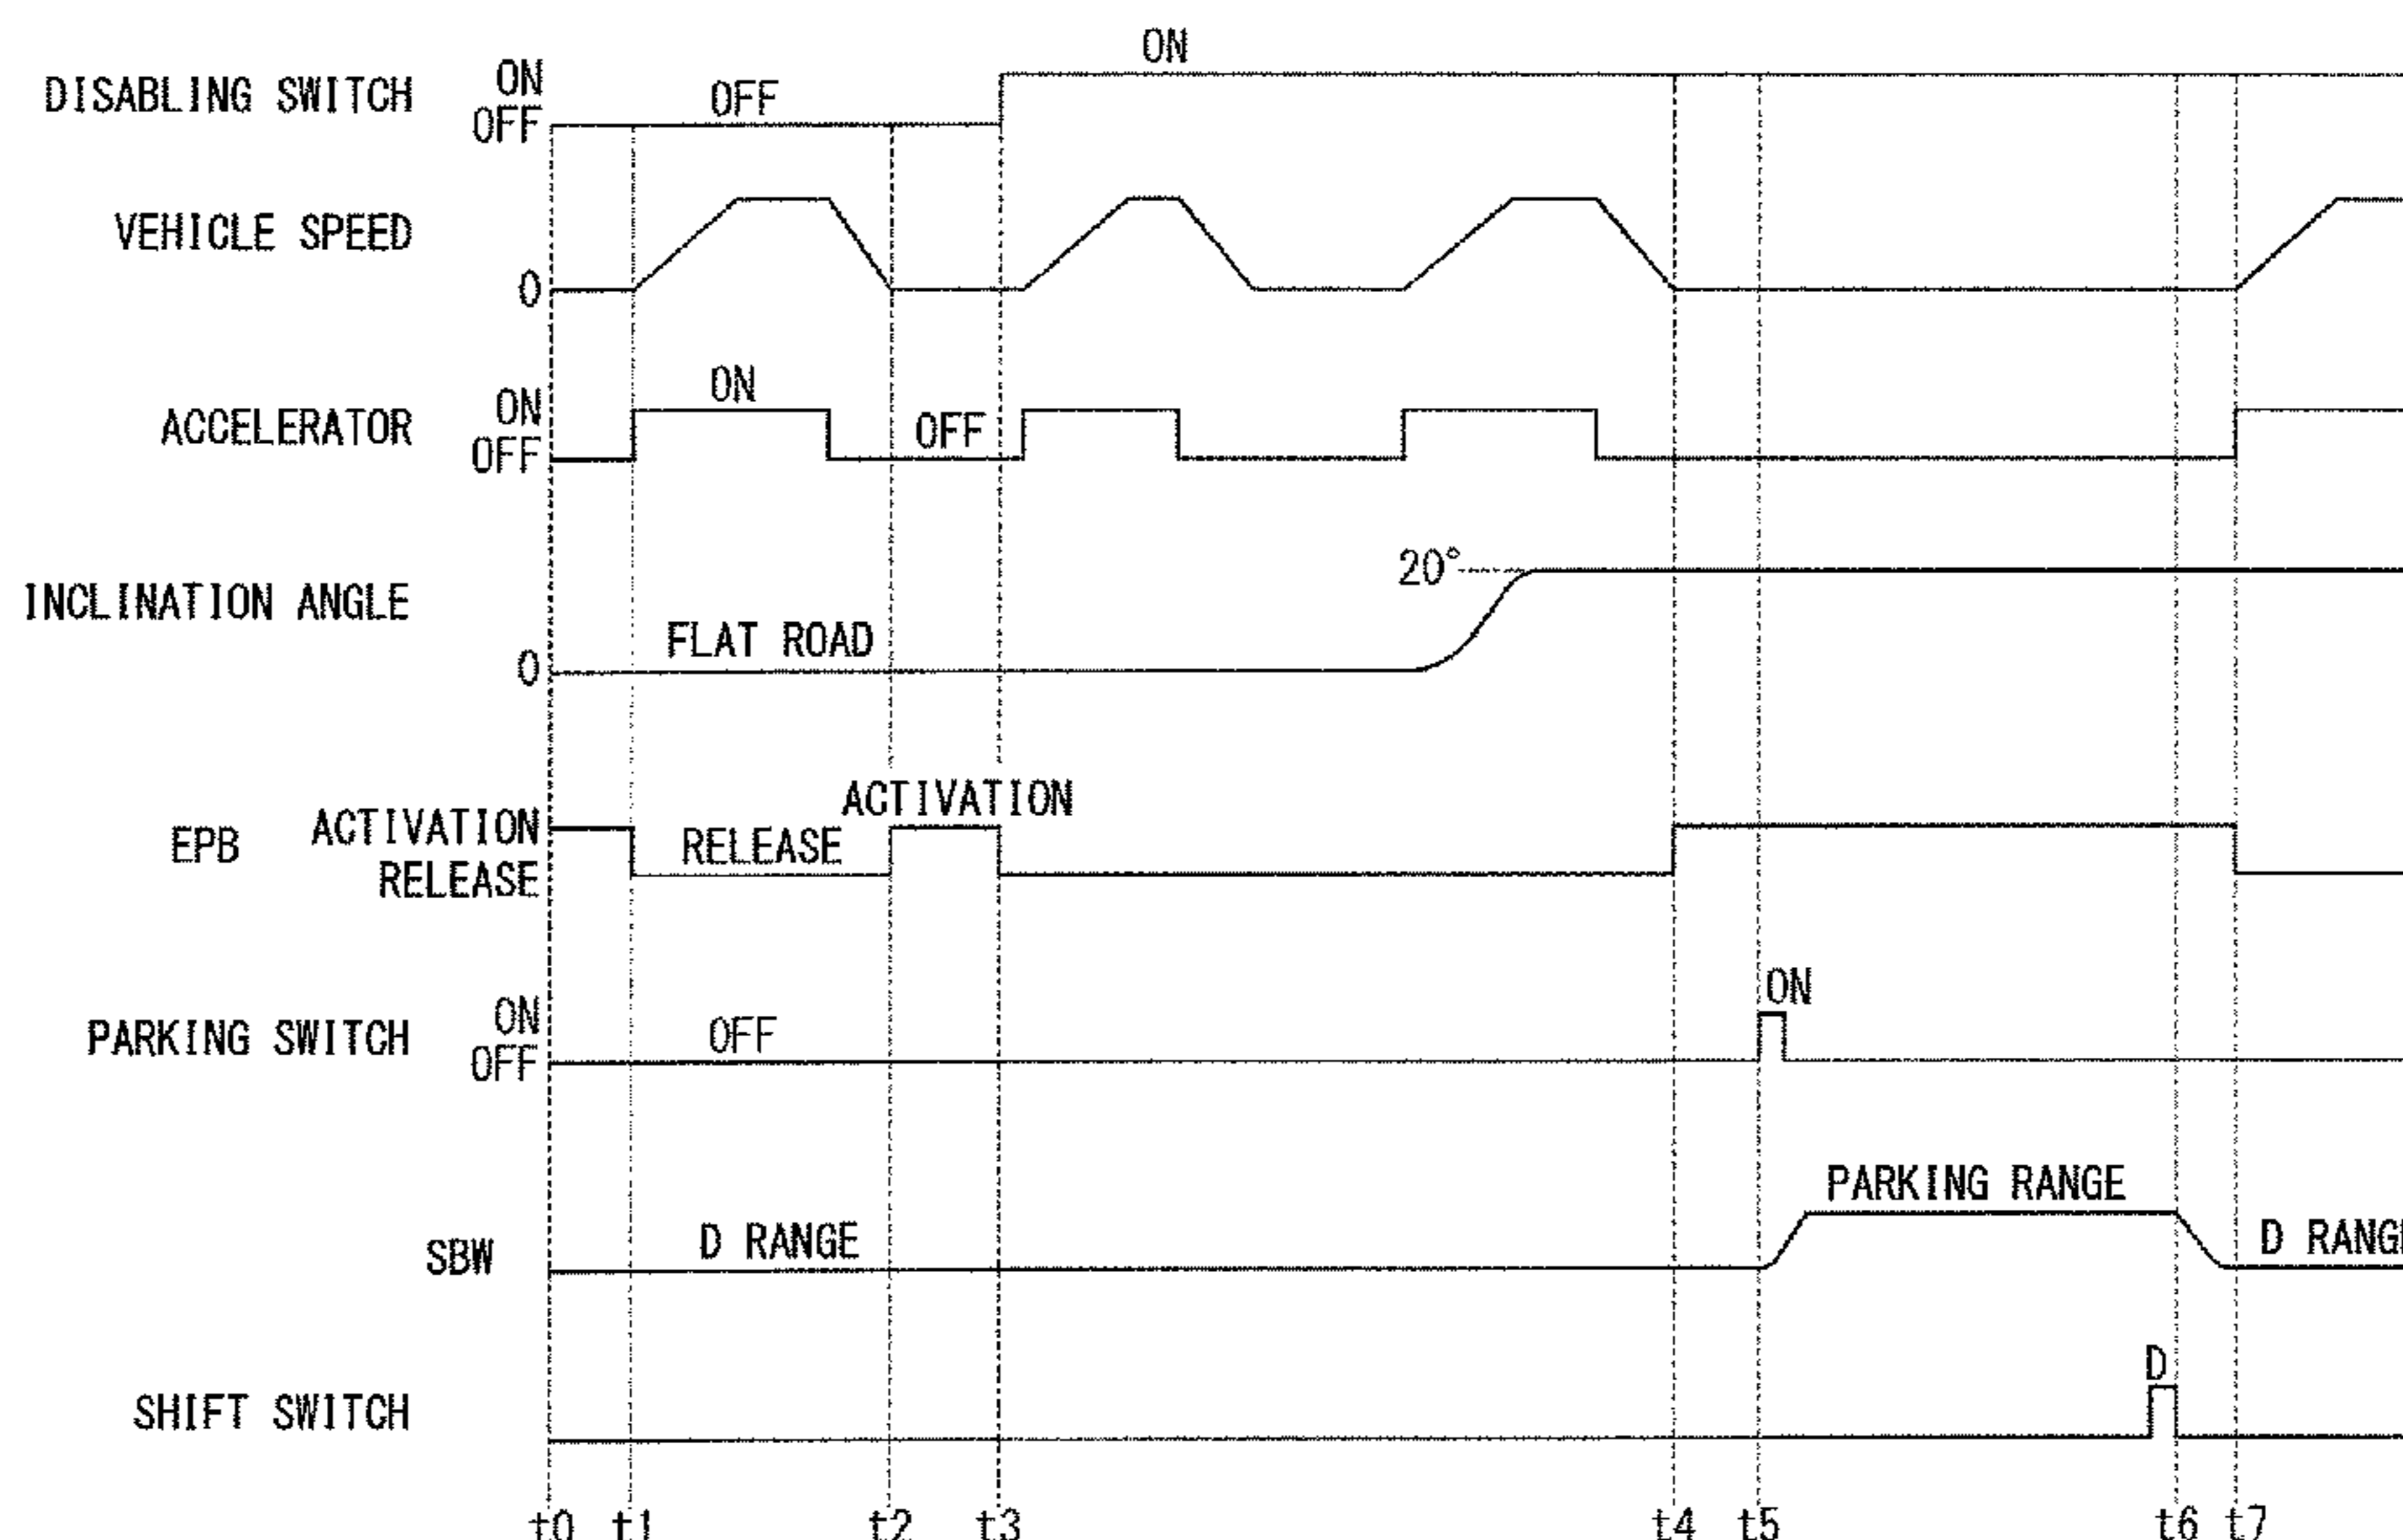 ON
DISABLING SWITCH ON OFF
OFF
VEHICLE SPEED
0
ON
ACCELERATOR ON OFF
OFF
20°
INCLINATION ANGLE
FLAT ROAD
0
ACTIVATION
EPB ACTIVATION RELEASE
RELEASE
ON
PARKING SWITCH ON OFF
OFF
PARKING RANGE
SBW D RANGE D RANGE
D
SHIFT SWITCH
t0 t1 t2 t3 t4 t5 t6 t7